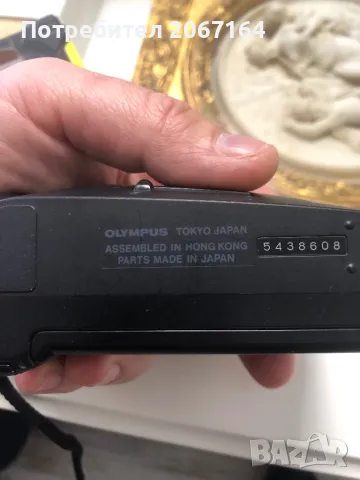 Потребител 2067164
OLYMPUS TOKYO JAPAN
ASSEMBLED IN HONG KONG
PARTS MADE IN JAPAN
5438608
BAZAR